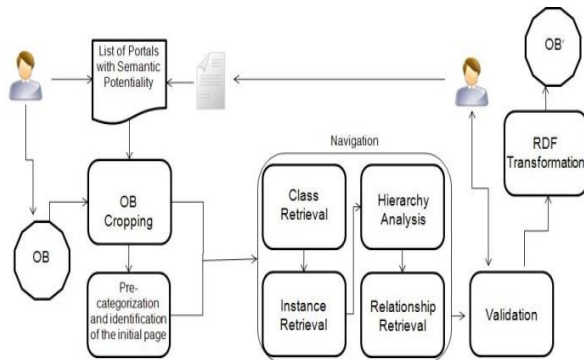 List of Portals
with Semantic
Potentiality
OB'
RDF
Transformation
Navigation
Class
Retrieval
Hierarchy
Analysis
OB
Cropping
OB
Pre-
categorization
and identification
of the initial page
Instance
Retrieval
Relationship
Retrieval
Validation